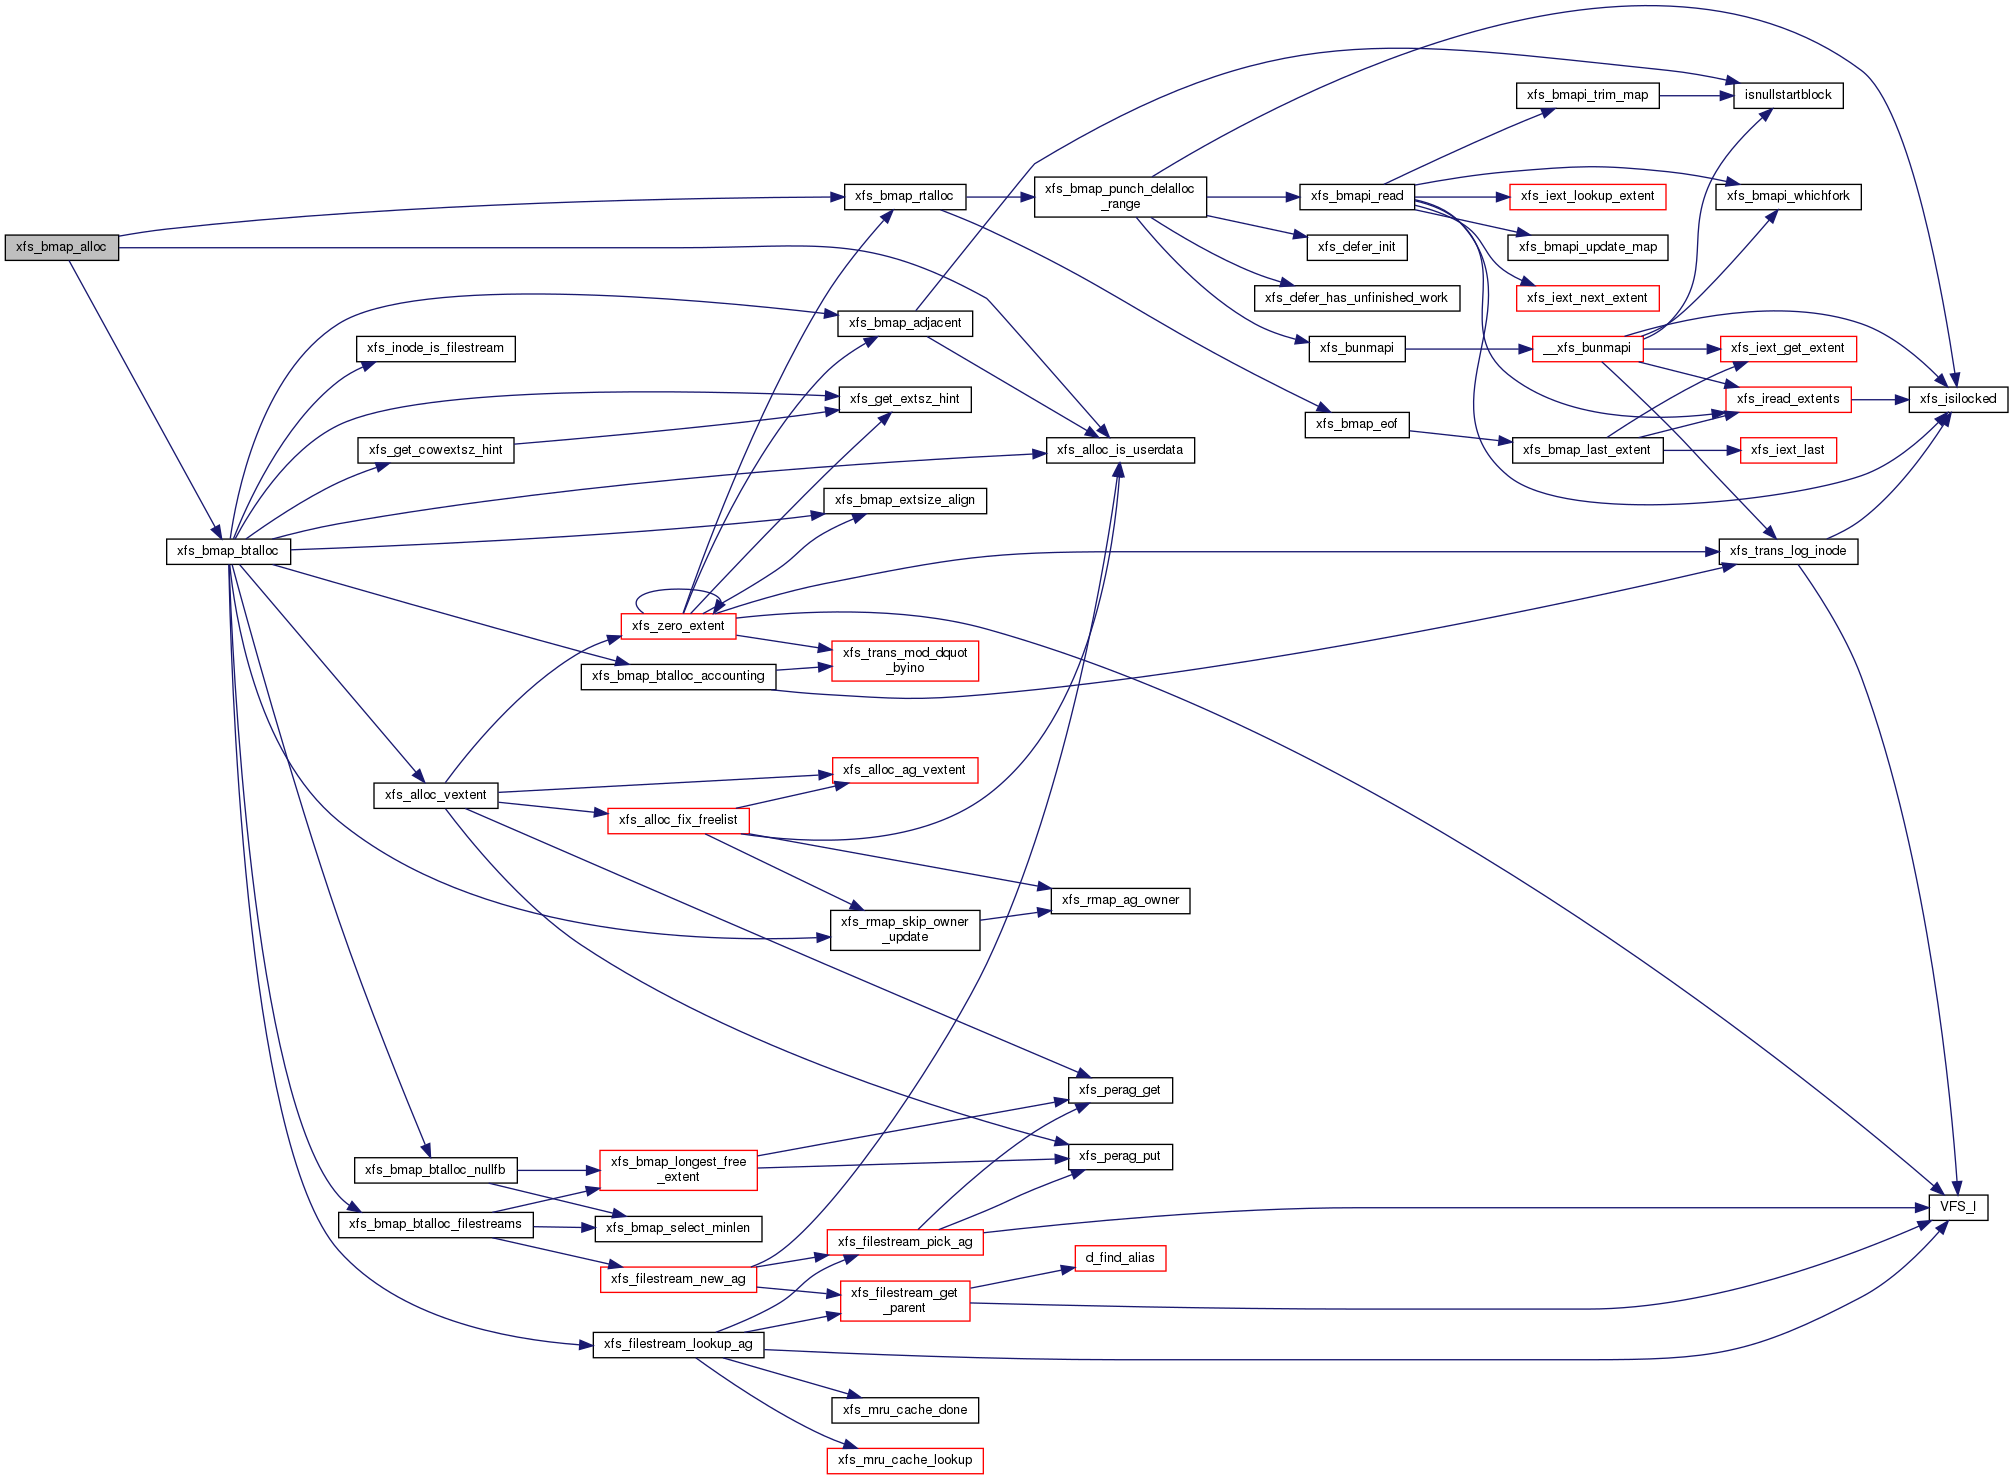 xfs_bmap_alloc
xfs_bmap_btalloc
xfs_inode_is_filestream
xfs_get_cowextsz_hint
xfs_alloc_vextent
xfs_bmap_btalloc_nullfb
xfs_bmap_btalloc_filestreams
xfs_zero_extent
xfs_bmap_btalloc_accounting
xfs_alloc_fix_freelist
xfs_bmap_longest_free
_extent
xfs_bmap_select_minlen
xfs_filestream_new_ag
xfs_filestream_lookup_ag
xfs_bmap_rtalloc
xfs_bmap_adjacent
xfs_get_extsz_hint
xfs_bmap_extsize_align
xfs_trans_mod_dquot
_byino
xfs_alloc_ag_vextent
xfs_rmap_skip_owner
_update
xfs_filestream_pick_ag
xfs_filestream_get
_parent
xfs_mru_cache_done
xfs_mru_cache_lookup
xfs_bmap_punch_delalloc
_range
xfs_alloc_is_userdata
xfs_rmap_ag_owner
xfs_perag_get
xfs_perag_put
d_find_alias
xfs_bmapi_read
xfs_defer_init
xfs_defer_has_unfinished_work
xfs_bunmapi
xfs_bmap_eof
xfs_bmapi_trim_map
xfs_iext_lookup_extent
xfs_bmapi_update_map
xfs_iext_next_extent
__xfs_bunmapi
xfs_bmap_last_extent
isnullstartblock
xfs_bmapi_whichfork
xfs_iext_get_extent
xfs_iread_extents
xfs_iext_last
xfs_trans_log_inode
xfs_isilocked
VFS_I